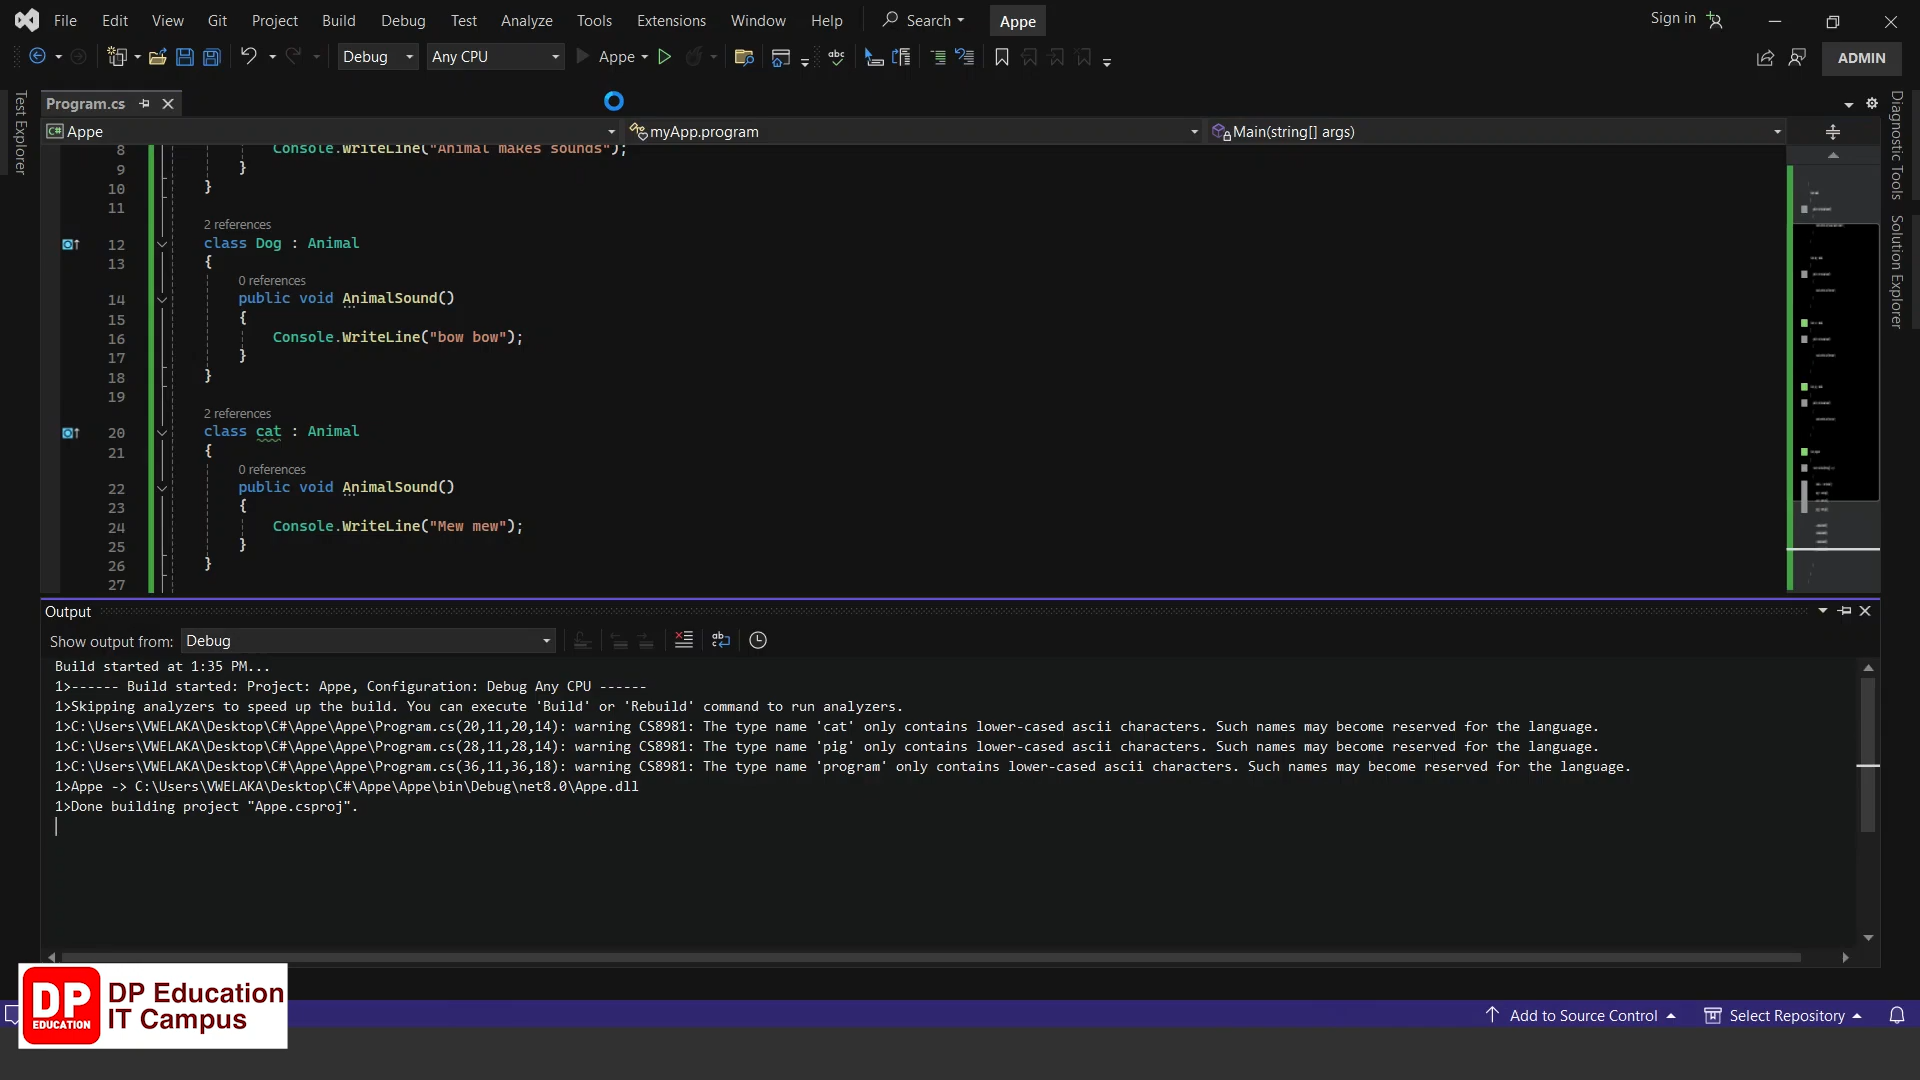 File Edit View Git Project Build Debug Test Analyze Tools Extensions Window Help Search Appe Sign in
Debug Any CPU Appe ADMIN
Program.cs
Appe myApp.program Main(string[] args)
Test Explorer
Diagnostic Tools
Solution Explorer
8 Console.WriteLine("Animal makes sounds");
9 }
10 }
11
2 references
12 class Dog : Animal
13 {
0 references
14 public void AnimalSound()
15 {
16 Console.WriteLine("bow bow");
17 }
18 }
19
2 references
20 class cat : Animal
21 {
0 references
22 public void AnimalSound()
23 {
24 Console.WriteLine("Mew mew");
25 }
26 }
27
Output
Show output from: Debug
Build started at 1:35 PM...
1>------ Build started: Project: Appe, Configuration: Debug Any CPU ------
1>Skipping analyzers to speed up the build. You can execute 'Build' or 'Rebuild' command to run analyzers.
1>C:\Users\VWELAKA\Desktop\C#\Appe\Appe\Program.cs(20,11,20,14): warning CS8981: The type name 'cat' only contains lower-cased ascii characters. Such names may become reserved for the language.
1>C:\Users\VWELAKA\Desktop\C#\Appe\Appe\Program.cs(28,11,28,14): warning CS8981: The type name 'pig' only contains lower-cased ascii characters. Such names may become reserved for the language.
1>C:\Users\VWELAKA\Desktop\C#\Appe\Appe\Program.cs(36,11,36,18): warning CS8981: The type name 'program' only contains lower-cased ascii characters. Such names may become reserved for the language.
1>Appe -> C:\Users\VWELAKA\Desktop\C#\Appe\Appe\bin\Debug\net8.0\Appe.dll
1>Done building project "Appe.csproj".
DP EDUCATION
DP Education
IT Campus
Add to Source Control Select Repository